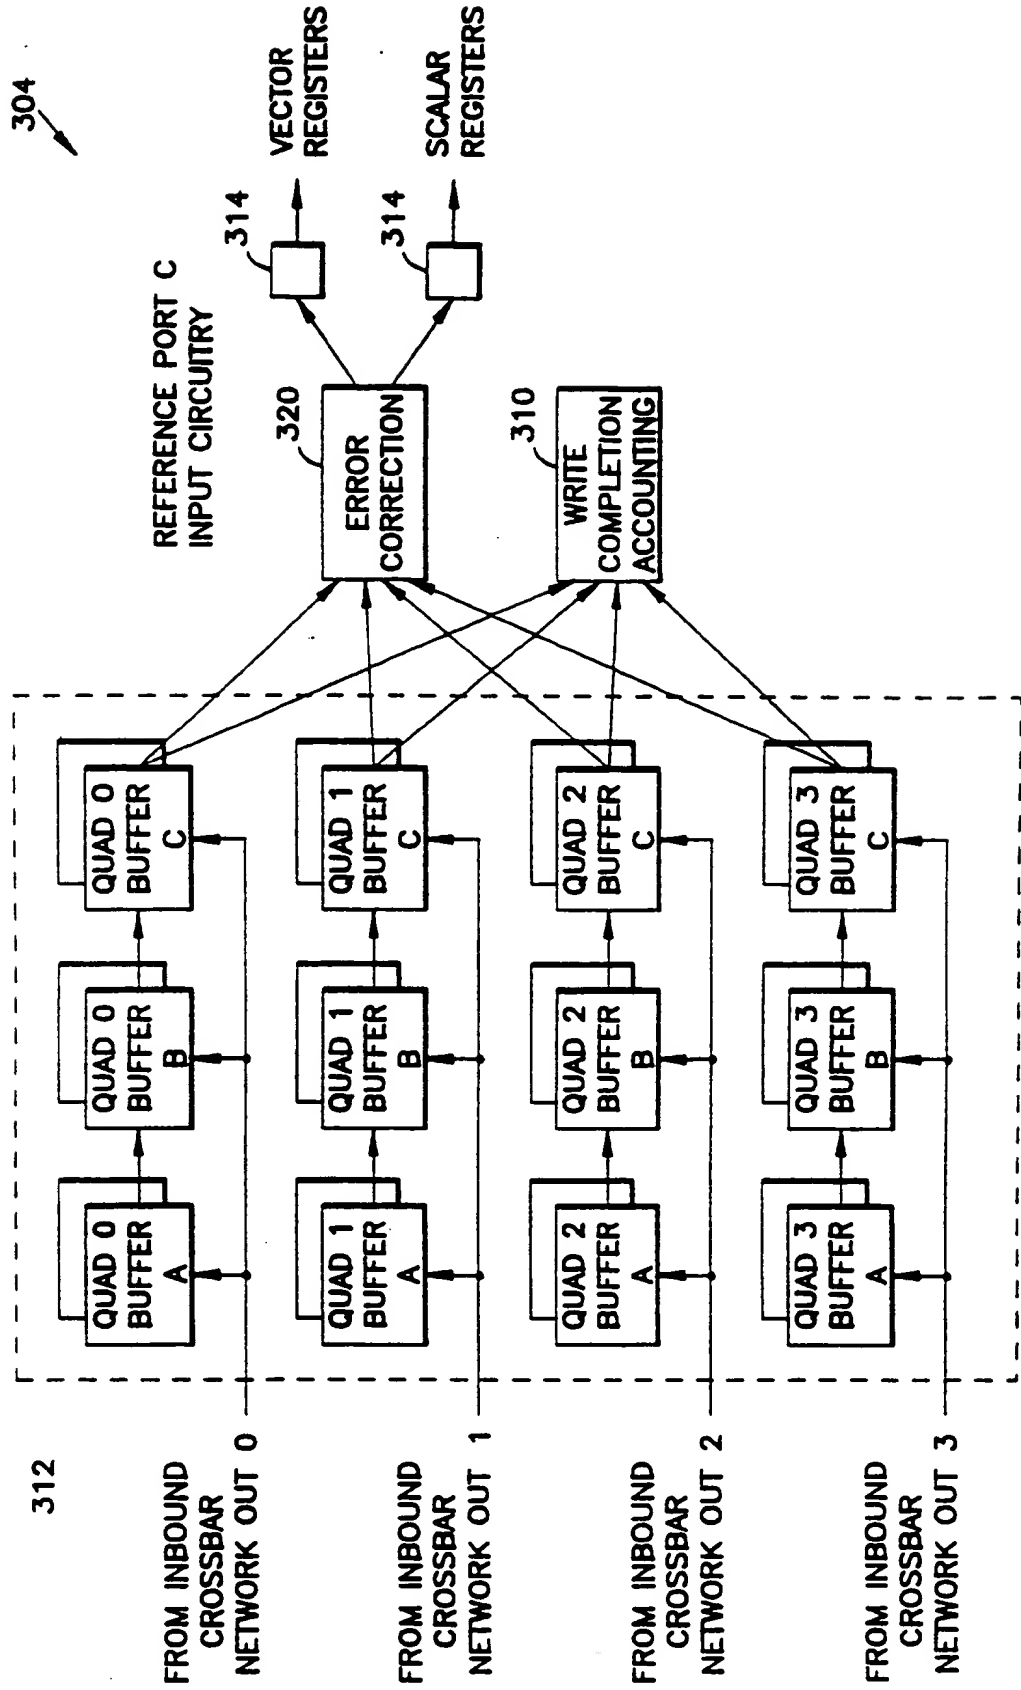 304
REFERENCE PORT C
INPUT CIRCUITRY
312
FROM INBOUND
CROSSBAR
NETWORK OUT 0
QUAD 0
BUFFER
A
QUAD 0
BUFFER
B
QUAD 0
BUFFER
C
FROM INBOUND
CROSSBAR
NETWORK OUT 1
QUAD 1
BUFFER
A
QUAD 1
BUFFER
B
QUAD 1
BUFFER
C
FROM INBOUND
CROSSBAR
NETWORK OUT 2
QUAD 2
BUFFER
A
QUAD 2
BUFFER
B
QUAD 2
BUFFER
C
FROM INBOUND
CROSSBAR
NETWORK OUT 3
QUAD 3
BUFFER
A
QUAD 3
BUFFER
B
QUAD 3
BUFFER
C
320
ERROR
CORRECTION
310
WRITE
COMPLETION
ACCOUNTING
314
VECTOR
REGISTERS
314
SCALAR
REGISTERS